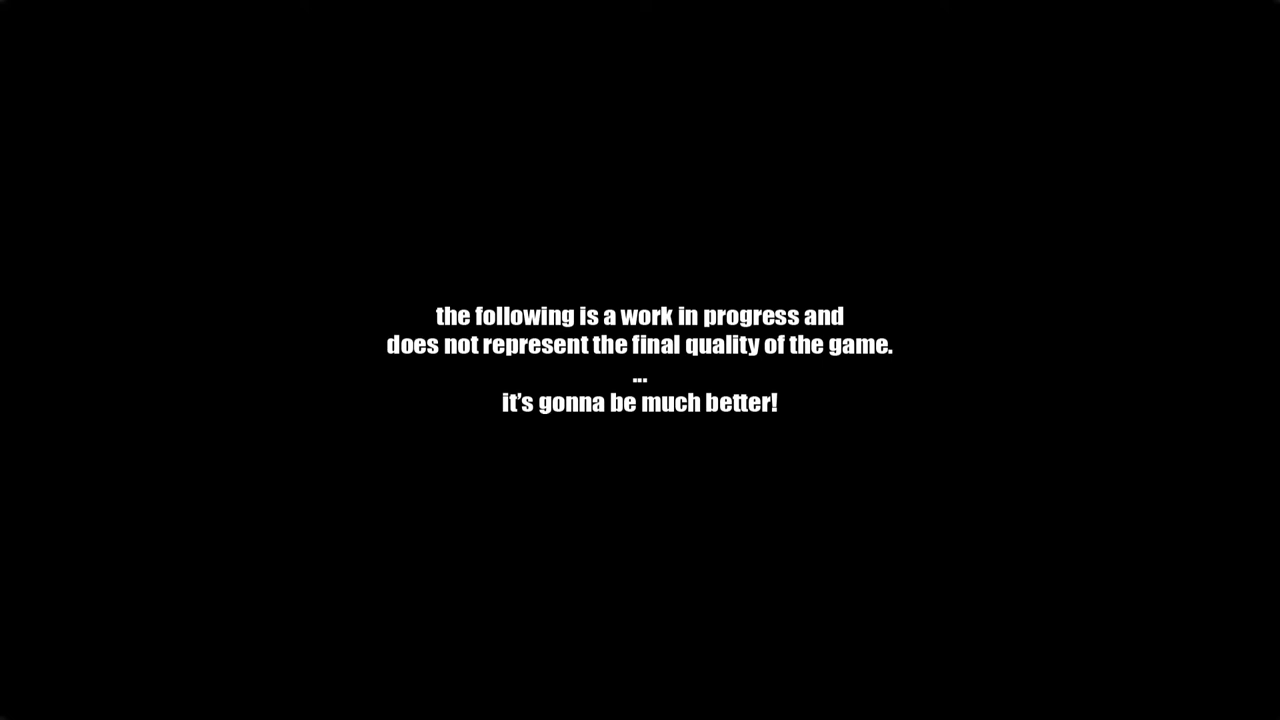 the following is a work in progress and
does not represent the final quality of the game.
...
it's gonna be much better!